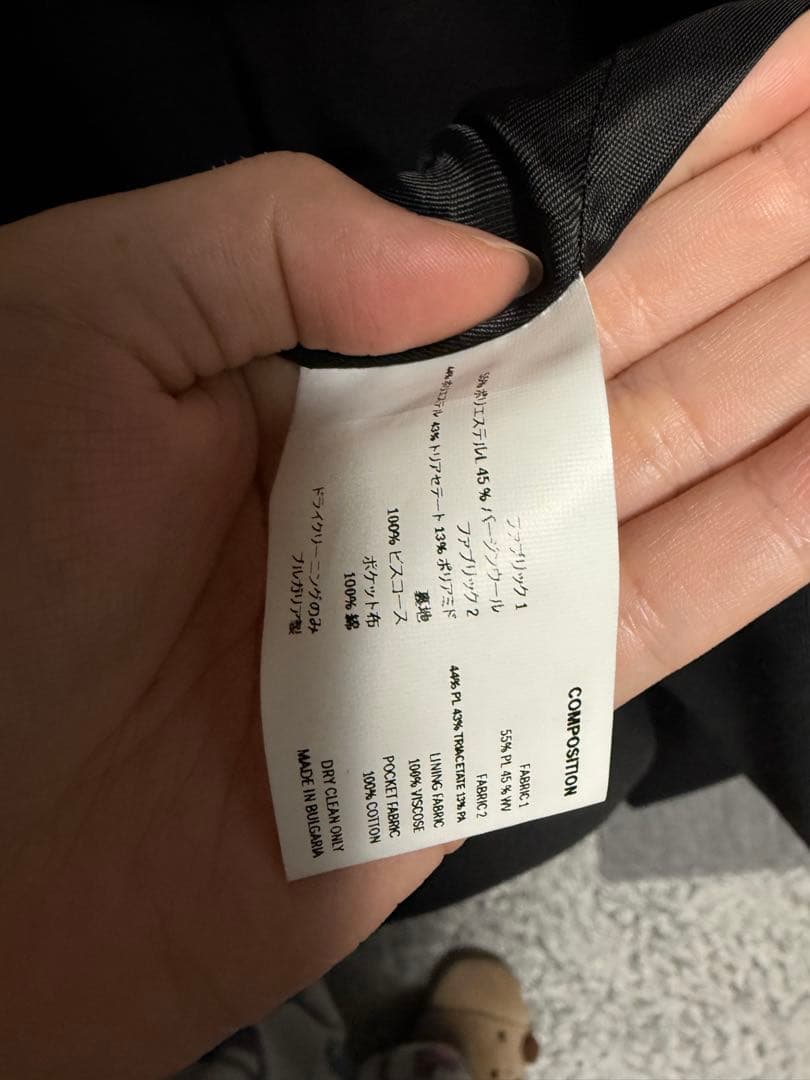 COMPOSITION
FABRIC 1
55% PL 45 % WV
FABRIC 2
44% PL 43% TRIACETATE 13% PA
LINING FABRIC
100% VISCOSE
POCKET FABRIC
100% COTTON
DRY CLEAN ONLY
MADE IN BULGARIA
ファブリック 1
55% ポリエステルL 45 % バージンウール
ファブリック 2
44% ポリエステル 43% トリアセテート 13% ポリアミド
裏地
100% ビスコース
ポケット布
100% 綿
ドライクリーニングのみ
ブルガリア製